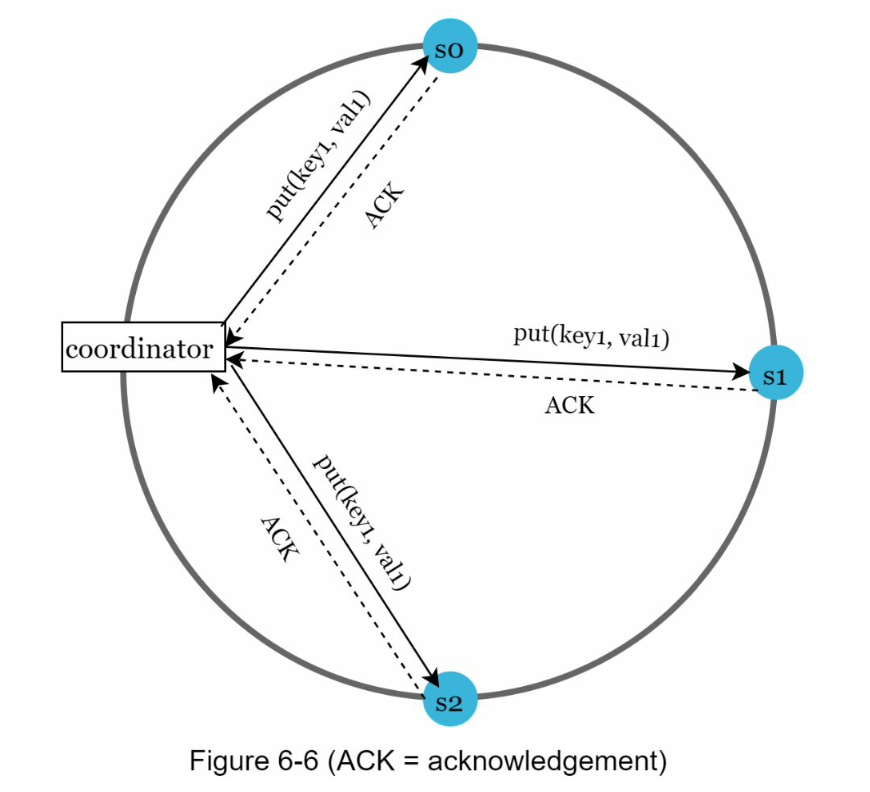 s0
put(key1, val1)
ACK
coordinator
put(key1, val1)
s1
ACK
put(key1, val1)
ACK
s2
Figure 6-6 (ACK = acknowledgement)